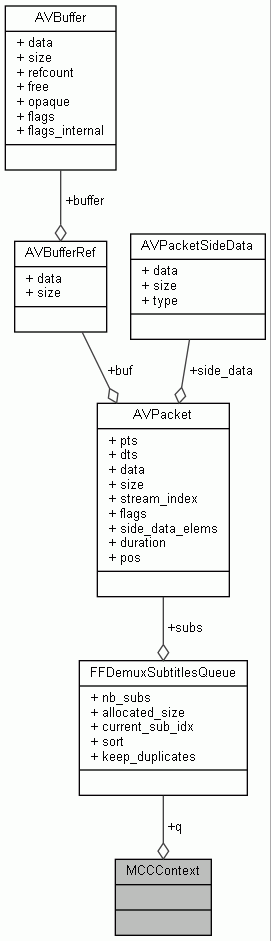 AVBuffer
+ data
+ size
+ refcount
+ free
+ opaque
+ flags
+ flags_internal
+buffer
AVBufferRef
+ data
+ size
AVPacketSideData
+ data
+ size
+ type
+buf
+side_data
AVPacket
+ pts
+ dts
+ data
+ size
+ stream_index
+ flags
+ side_data_elems
+ duration
+ pos
+subs
FFDemuxSubtitlesQueue
+ nb_subs
+ allocated_size
+ current_sub_idx
+ sort
+ keep_duplicates
+q
MCCContext